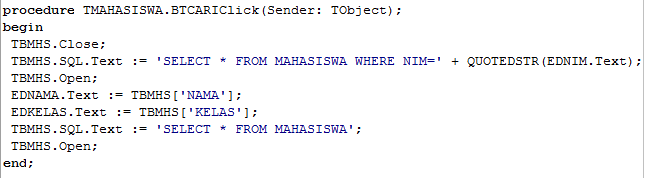 procedure TMAHASISWA.BTCARIClick(Sender: TObject);
begin
TBMHS.Close;
TBMHS.SQL.Text := 'SELECT * FROM MAHASISWA WHERE NIM=' + QUOTEDSTR(EDNIM.Text);
TBMHS.Open;
EDNAMA.Text := TBMHS['NAMA'];
EDKELAS.Text := TBMHS['KELAS'];
TBMHS.SQL.Text := 'SELECT * FROM MAHASISWA';
TBMHS.Open;
end;